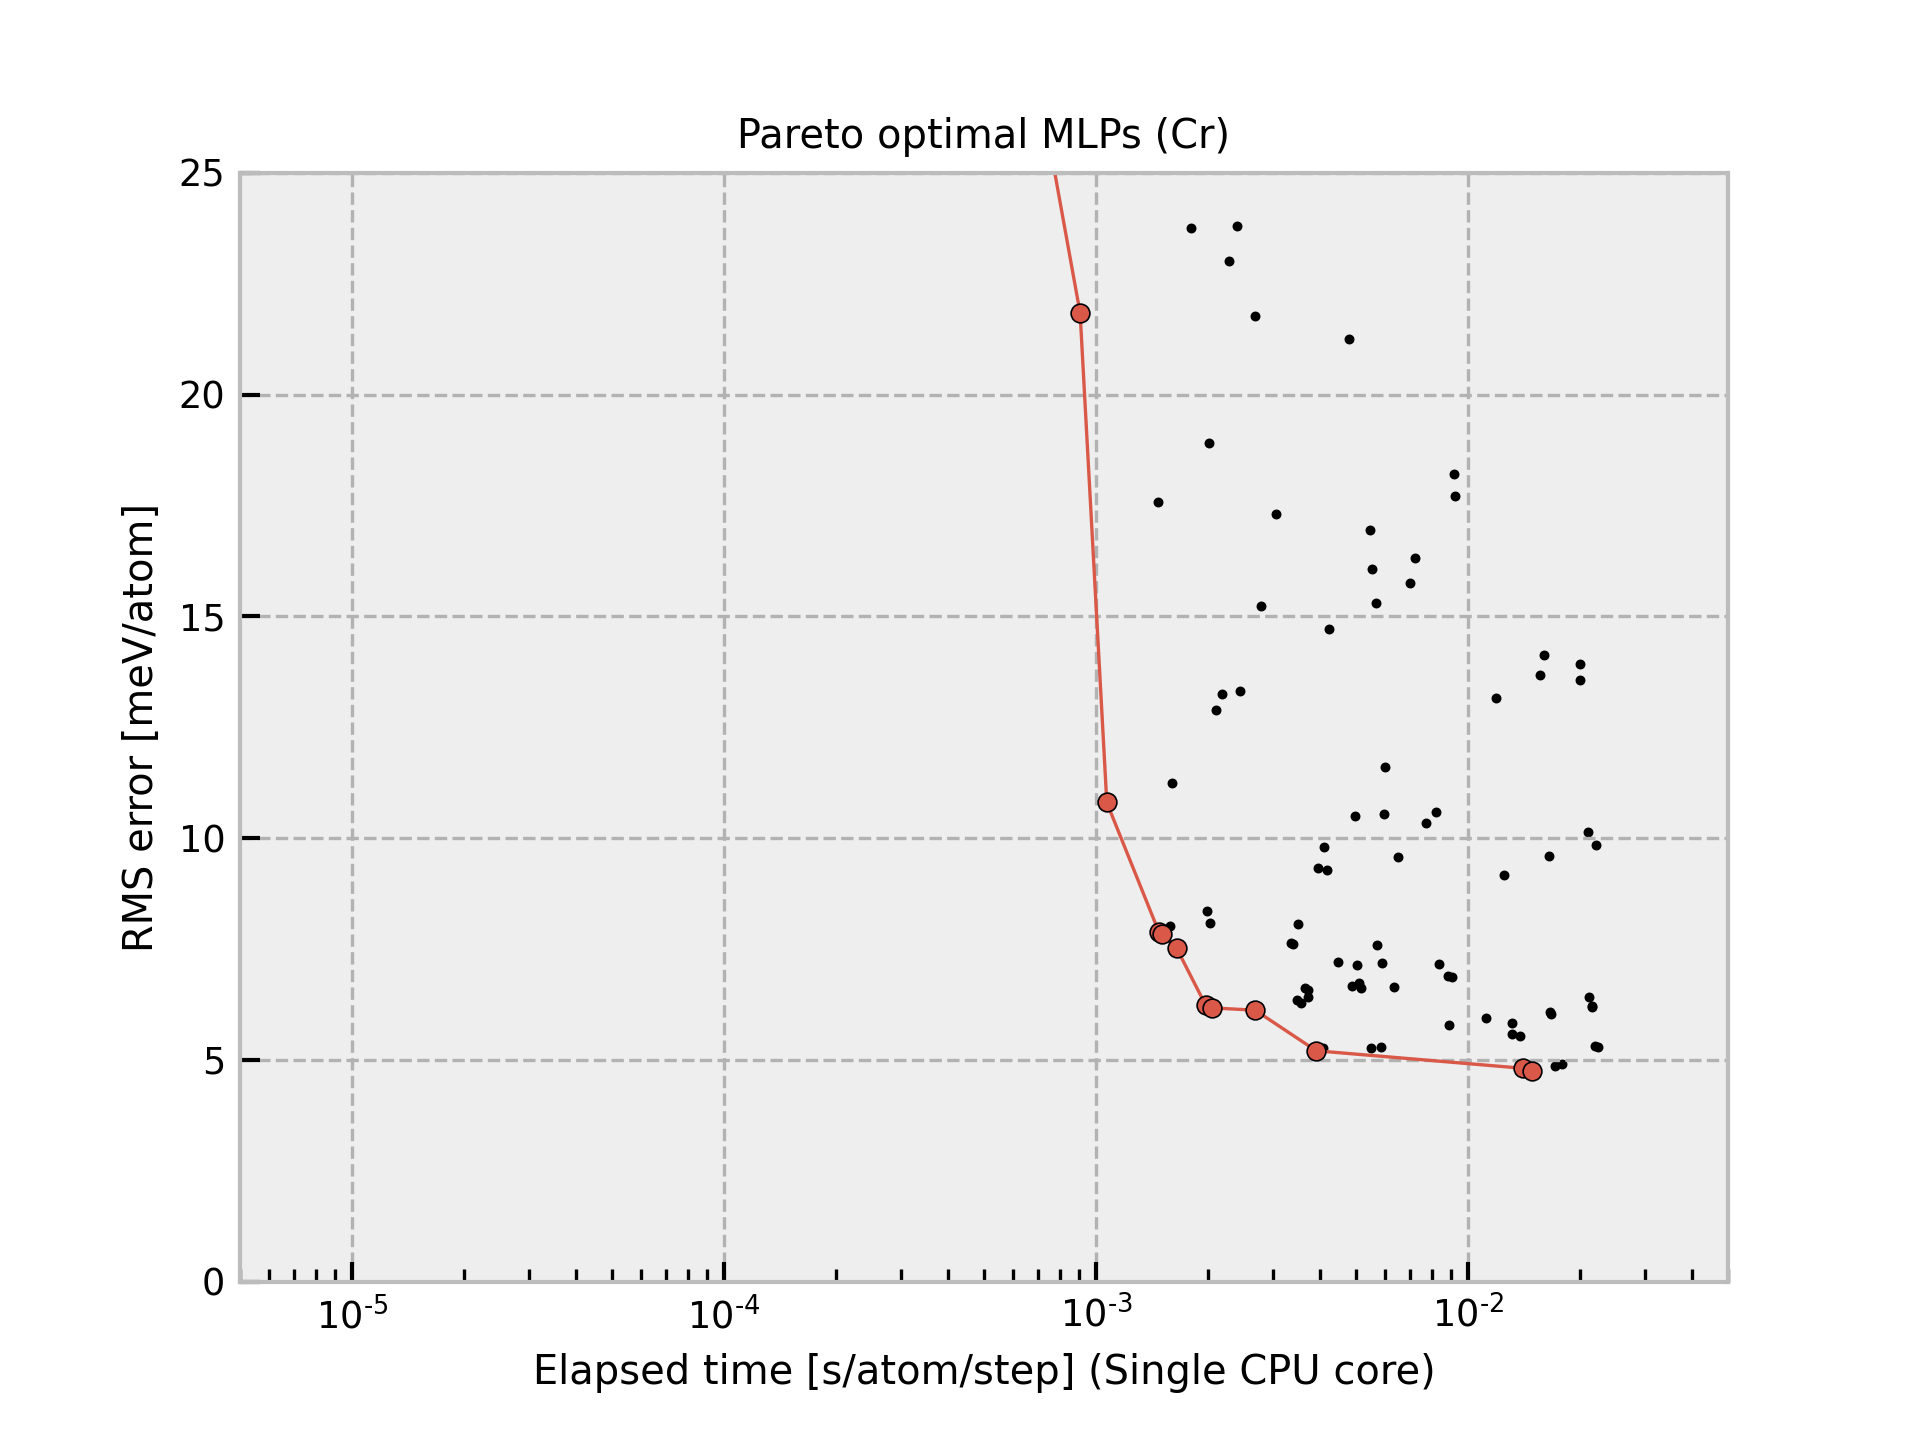 Pareto optimal MLPs (Cr)
RMS error [meV/atom]
25
20
15
10
5
0
10⁻⁵ 10⁻⁴ 10⁻³ 10⁻²
Elapsed time [s/atom/step] (Single CPU core)